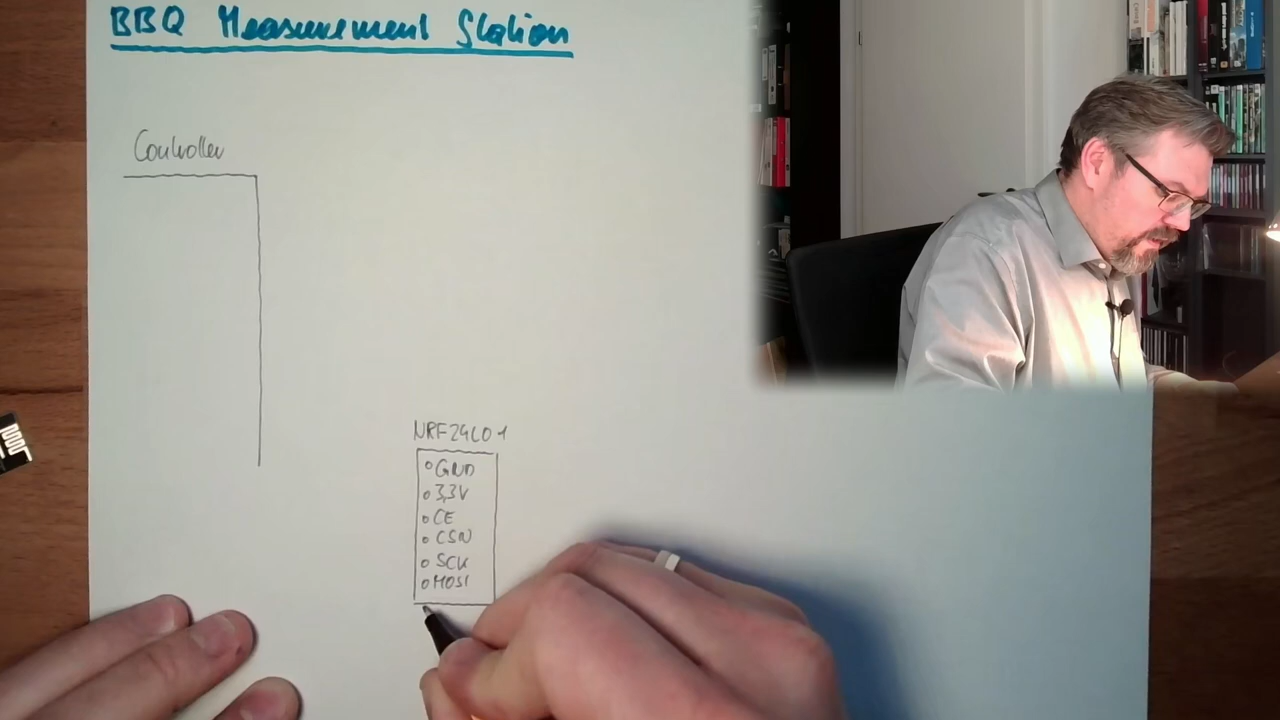 BBQ Measurement Station
Controller
NRF24L01
GND
3,3V
CE
CSN
SCK
MOSI